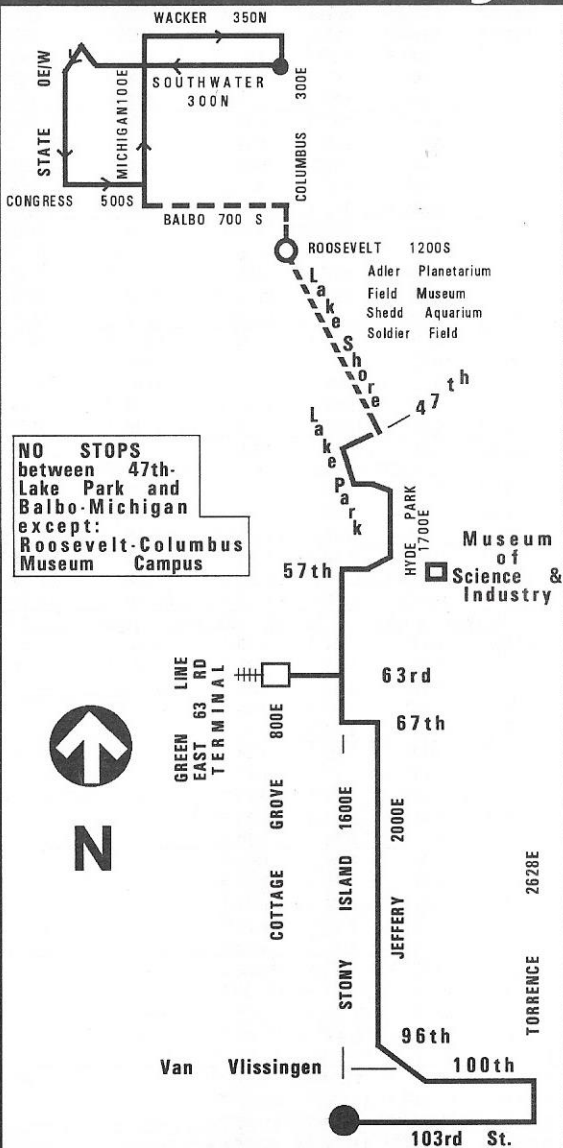 WACKER 350N
OE/W
STATE
MICHIGAN 100E
SOUTHWATER
300N
300E
COLUMBUS
CONGRESS 500S
BALBO 700 S
ROOSEVELT 1200S
Adler Planetarium
Field Museum
Shedd Aquarium
Soldier Field
Lake Shore
47th
Lake Park
NO STOPS
between 47th-
Lake Park and
Balbo-Michigan
except:
Roosevelt-Columbus
Museum Campus
HYDE PARK
1700E
57th
Museum
of
Science &
Industry
GREEN LINE
EAST 63 RD
TERMINAL
63rd
67th
COTTAGE GROVE 800E
STONY ISLAND 1600E
JEFFERY 2000E
TORRENCE 2628E
N
96th
Van Vlissingen
100th
103rd St.